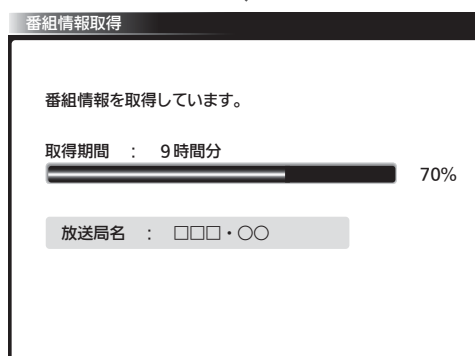 番組情報取得
番組情報を取得しています。
取得期間 : 9時間分
70%
放送局名 : □□□・○○